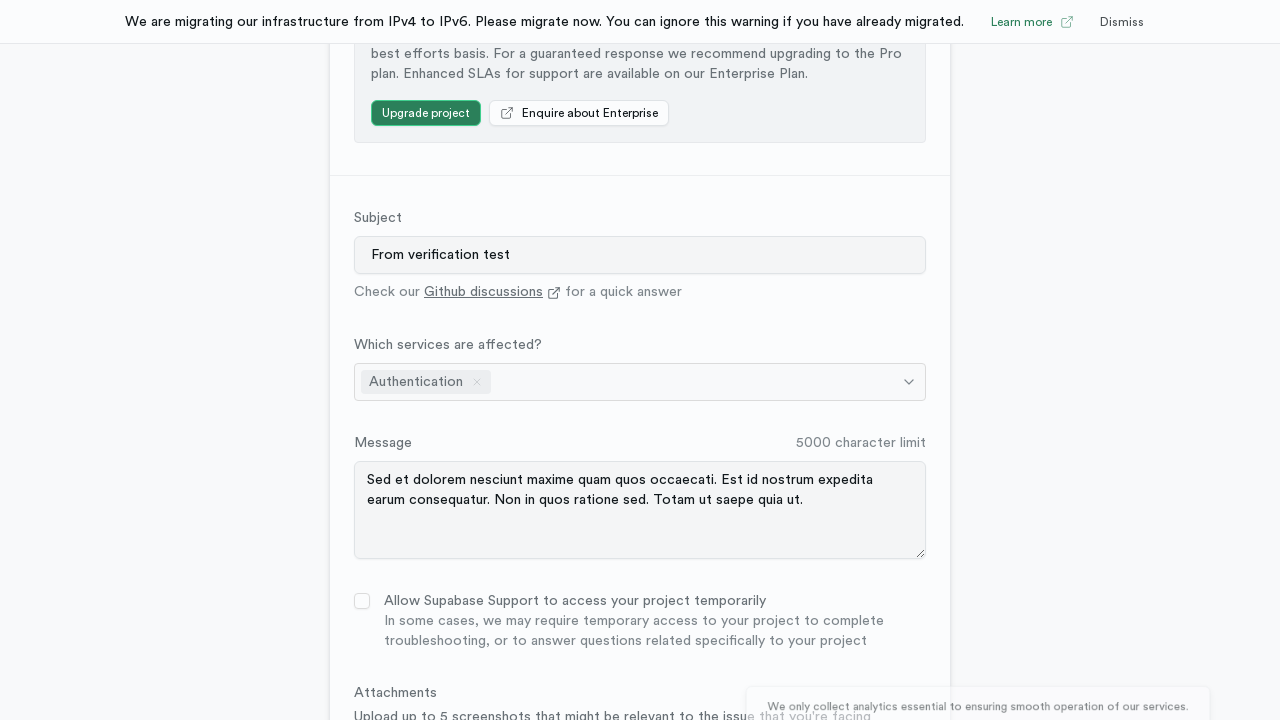 We are migrating our infrastructure from IPv4 to IPv6. Please migrate now. You can ignore this warning if you have already migrated. Learn more Dismiss
best efforts basis. For a guaranteed response we recommend upgrading to the Pro
plan. Enhanced SLAs for support are available on our Enterprise Plan.
Upgrade project Enquire about Enterprise
Subject
From verification test
Check our Github discussions for a quick answer
Which services are affected?
Authentication
Message 5000 character limit
Sed et dolorem nesciunt maxime quam quos occaecati. Est id nostrum expedita
earum consequatur. Non in quos ratione sed. Totam ut saepe quia ut.
Allow Supabase Support to access your project temporarily
In some cases, we may require temporary access to your project to complete
troubleshooting, or to answer questions related specifically to your project
Attachments
We only collect analytics essential to ensuring smooth operation of our services.
Upload up to 5 screenshots that might be relevant to the issue that you're facing